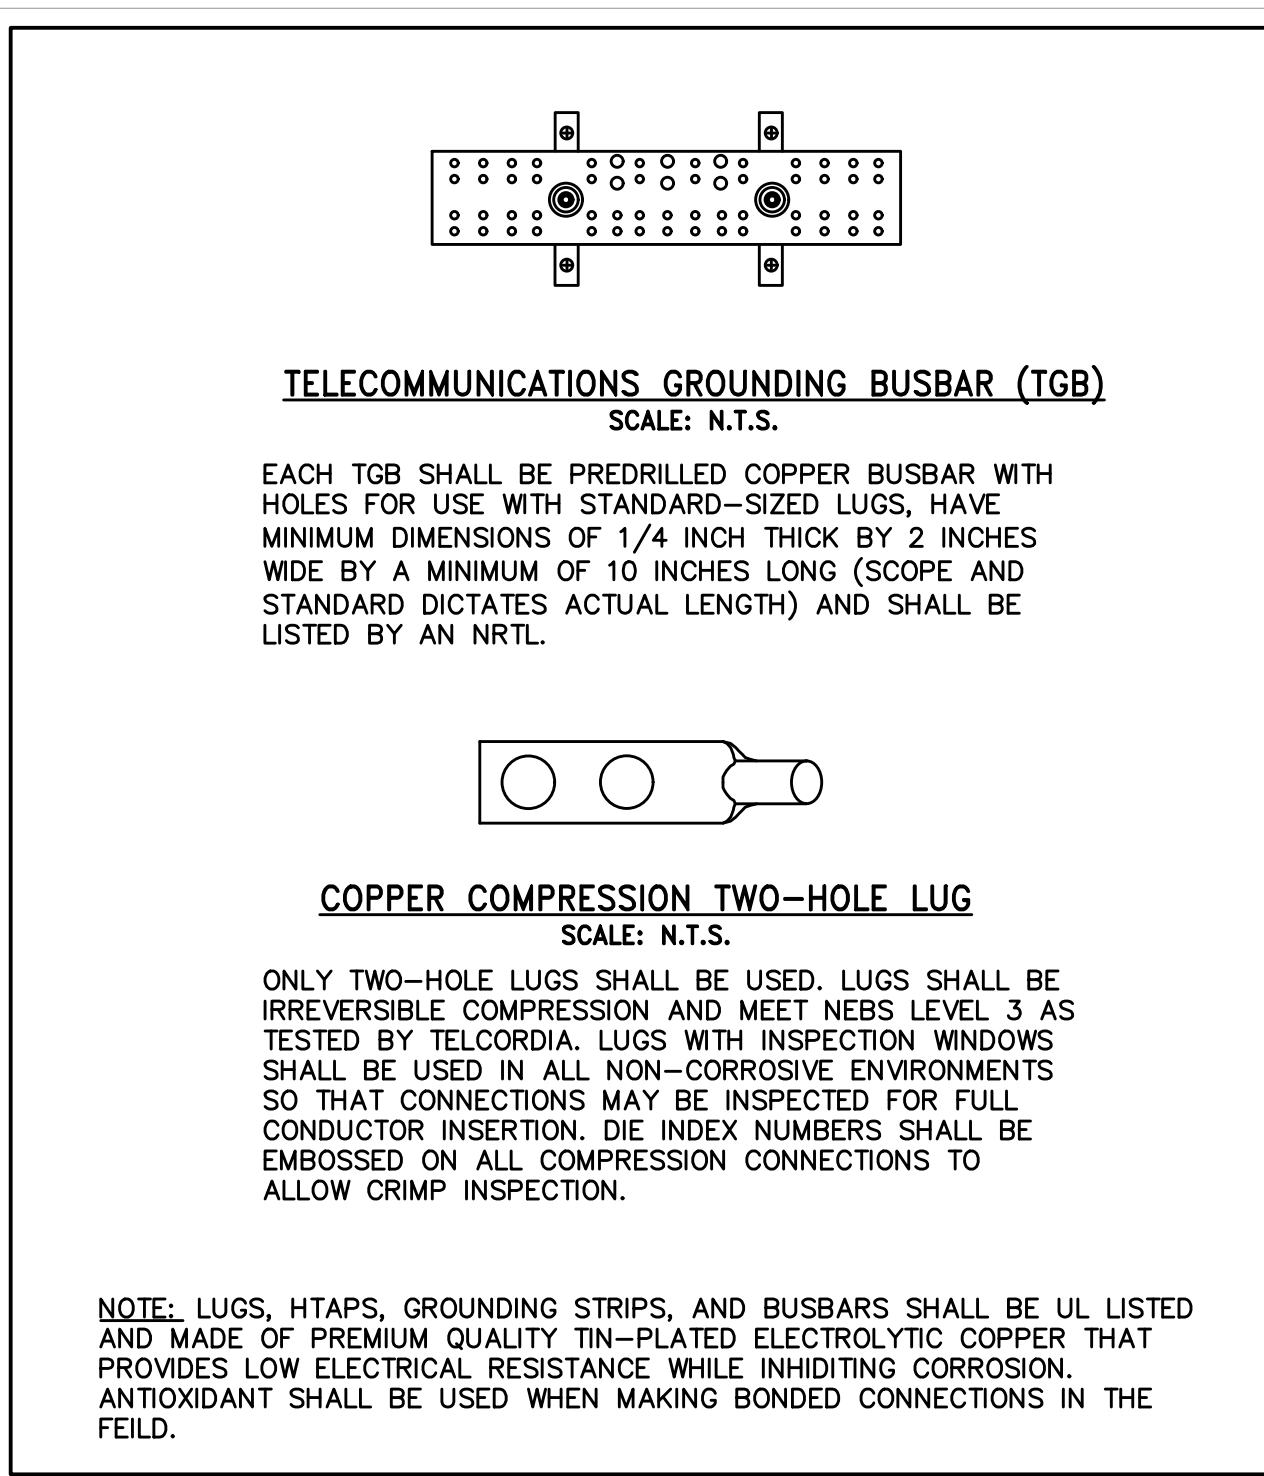 TELECOMMUNICATIONS GROUNDING BUSBAR (TGB)
SCALE: N.T.S.
EACH TGB SHALL BE PREDRILLED COPPER BUSBAR WITH
HOLES FOR USE WITH STANDARD-SIZED LUGS, HAVE
MINIMUM DIMENSIONS OF 1/4 INCH THICK BY 2 INCHES
WIDE BY A MINIMUM OF 10 INCHES LONG (SCOPE AND
STANDARD DICTATES ACTUAL LENGTH) AND SHALL BE
LISTED BY AN NRTL.
COPPER COMPRESSION TWO-HOLE LUG
SCALE: N.T.S.
ONLY TWO-HOLE LUGS SHALL BE USED. LUGS SHALL BE
IRREVERSIBLE COMPRESSION AND MEET NEBS LEVEL 3 AS
TESTED BY TELCORDIA. LUGS WITH INSPECTION WINDOWS
SHALL BE USED IN ALL NON-CORROSIVE ENVIRONMENTS
SO THAT CONNECTIONS MAY BE INSPECTED FOR FULL
CONDUCTOR INSERTION. DIE INDEX NUMBERS SHALL BE
EMBOSSED ON ALL COMPRESSION CONNECTIONS TO
ALLOW CRIMP INSPECTION.
NOTE: LUGS, HTAPS, GROUNDING STRIPS, AND BUSBARS SHALL BE UL LISTED
AND MADE OF PREMIUM QUALITY TIN-PLATED ELECTROLYTIC COPPER THAT
PROVIDES LOW ELECTRICAL RESISTANCE WHILE INHIDITING CORROSION.
ANTIOXIDANT SHALL BE USED WHEN MAKING BONDED CONNECTIONS IN THE
FEILD.